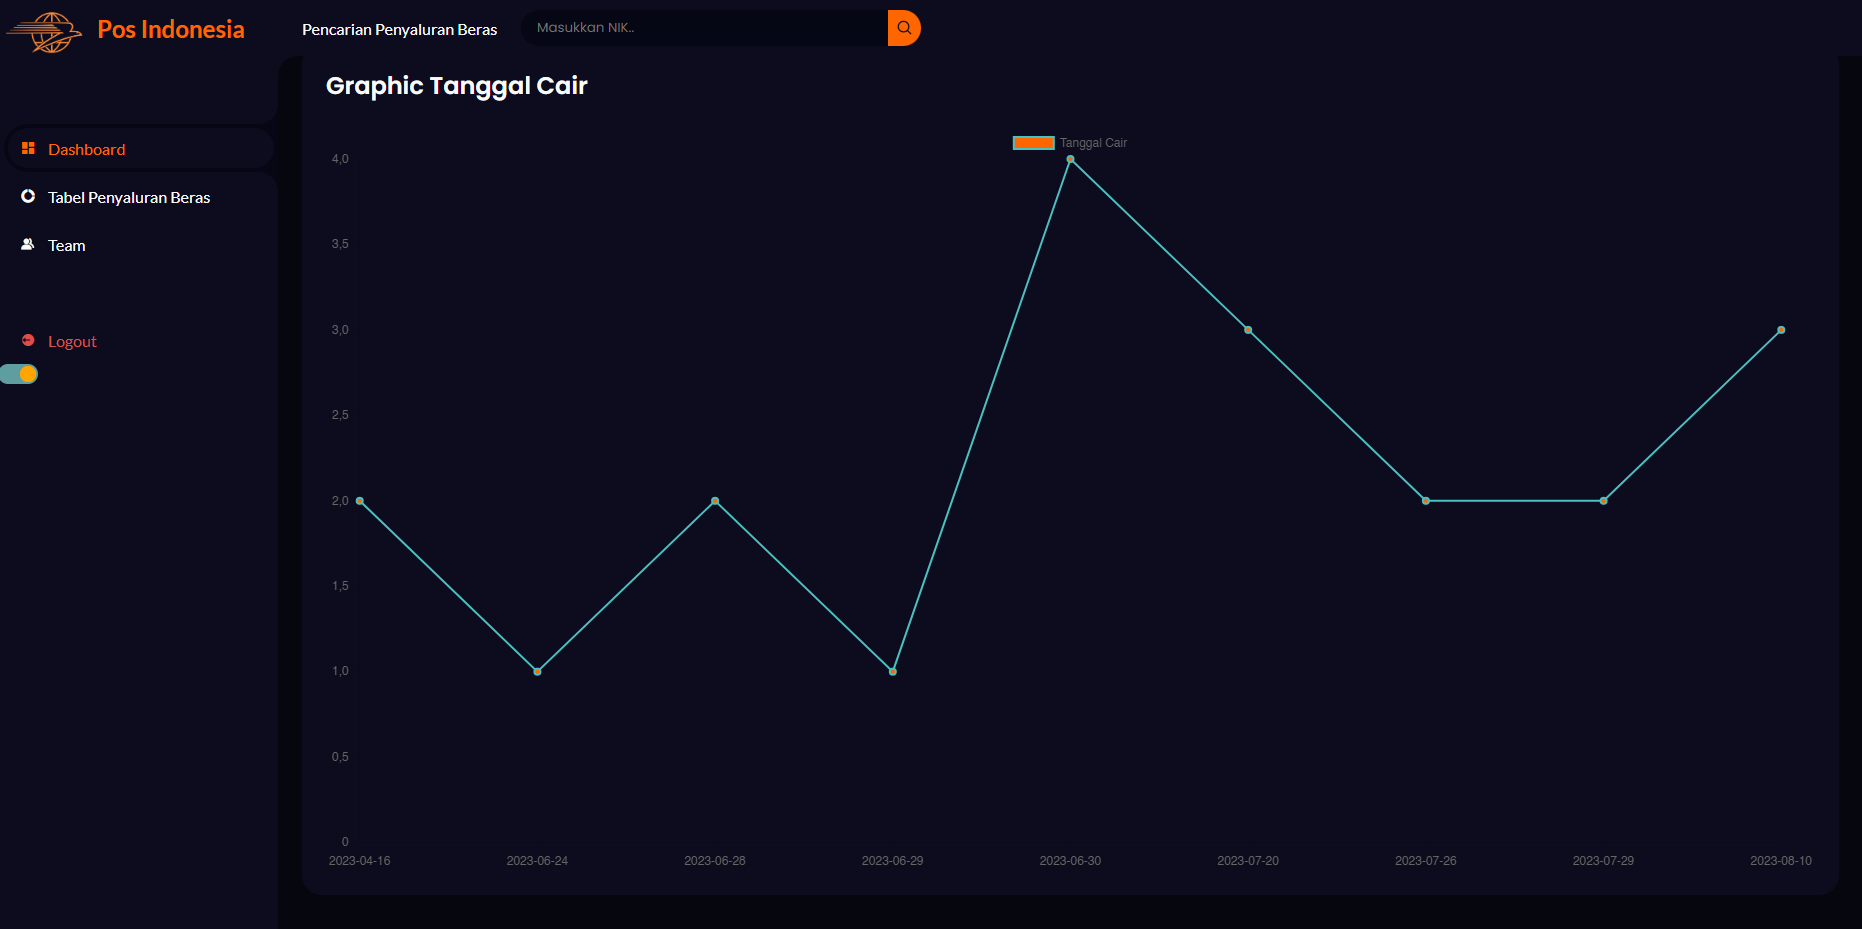 Pos Indonesia
Pencarian Penyaluran Beras
Masukkan NIK..
Dashboard
Tabel Penyaluran Beras
Team
Logout
Graphic Tanggal Cair
Tanggal Cair
4,0
3,5
3,0
2,5
2,0
1,5
1,0
0,5
0
2023-04-16 2023-06-24 2023-06-28 2023-06-29 2023-06-30 2023-07-20 2023-07-26 2023-07-29 2023-08-10